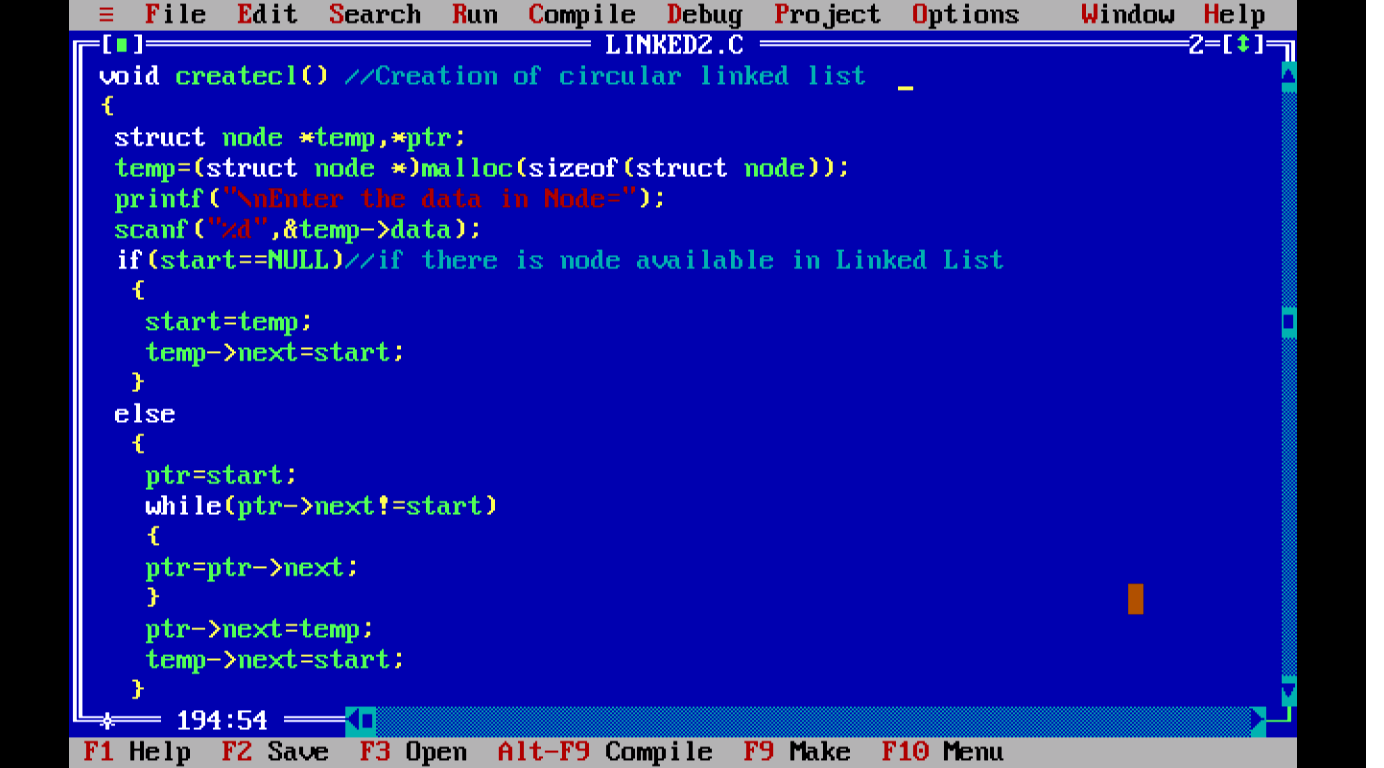 ≡ File Edit Search Run Compile Debug Project Options Window Help
[■] LINKED2.C 2=[↕]
void createcl() //Creation of circular linked list
{
struct node *temp,*ptr;
temp=(struct node *)malloc(sizeof(struct node));
printf("\nEnter the data in Node=");
scanf("%d",&temp->data);
if(start==NULL)//if there is node available in Linked List
{
start=temp;
temp->next=start;
}
else
{
ptr=start;
while(ptr->next!=start)
{
ptr=ptr->next;
}
ptr->next=temp;
temp->next=start;
}
194:54
F1 Help F2 Save F3 Open Alt-F9 Compile F9 Make F10 Menu